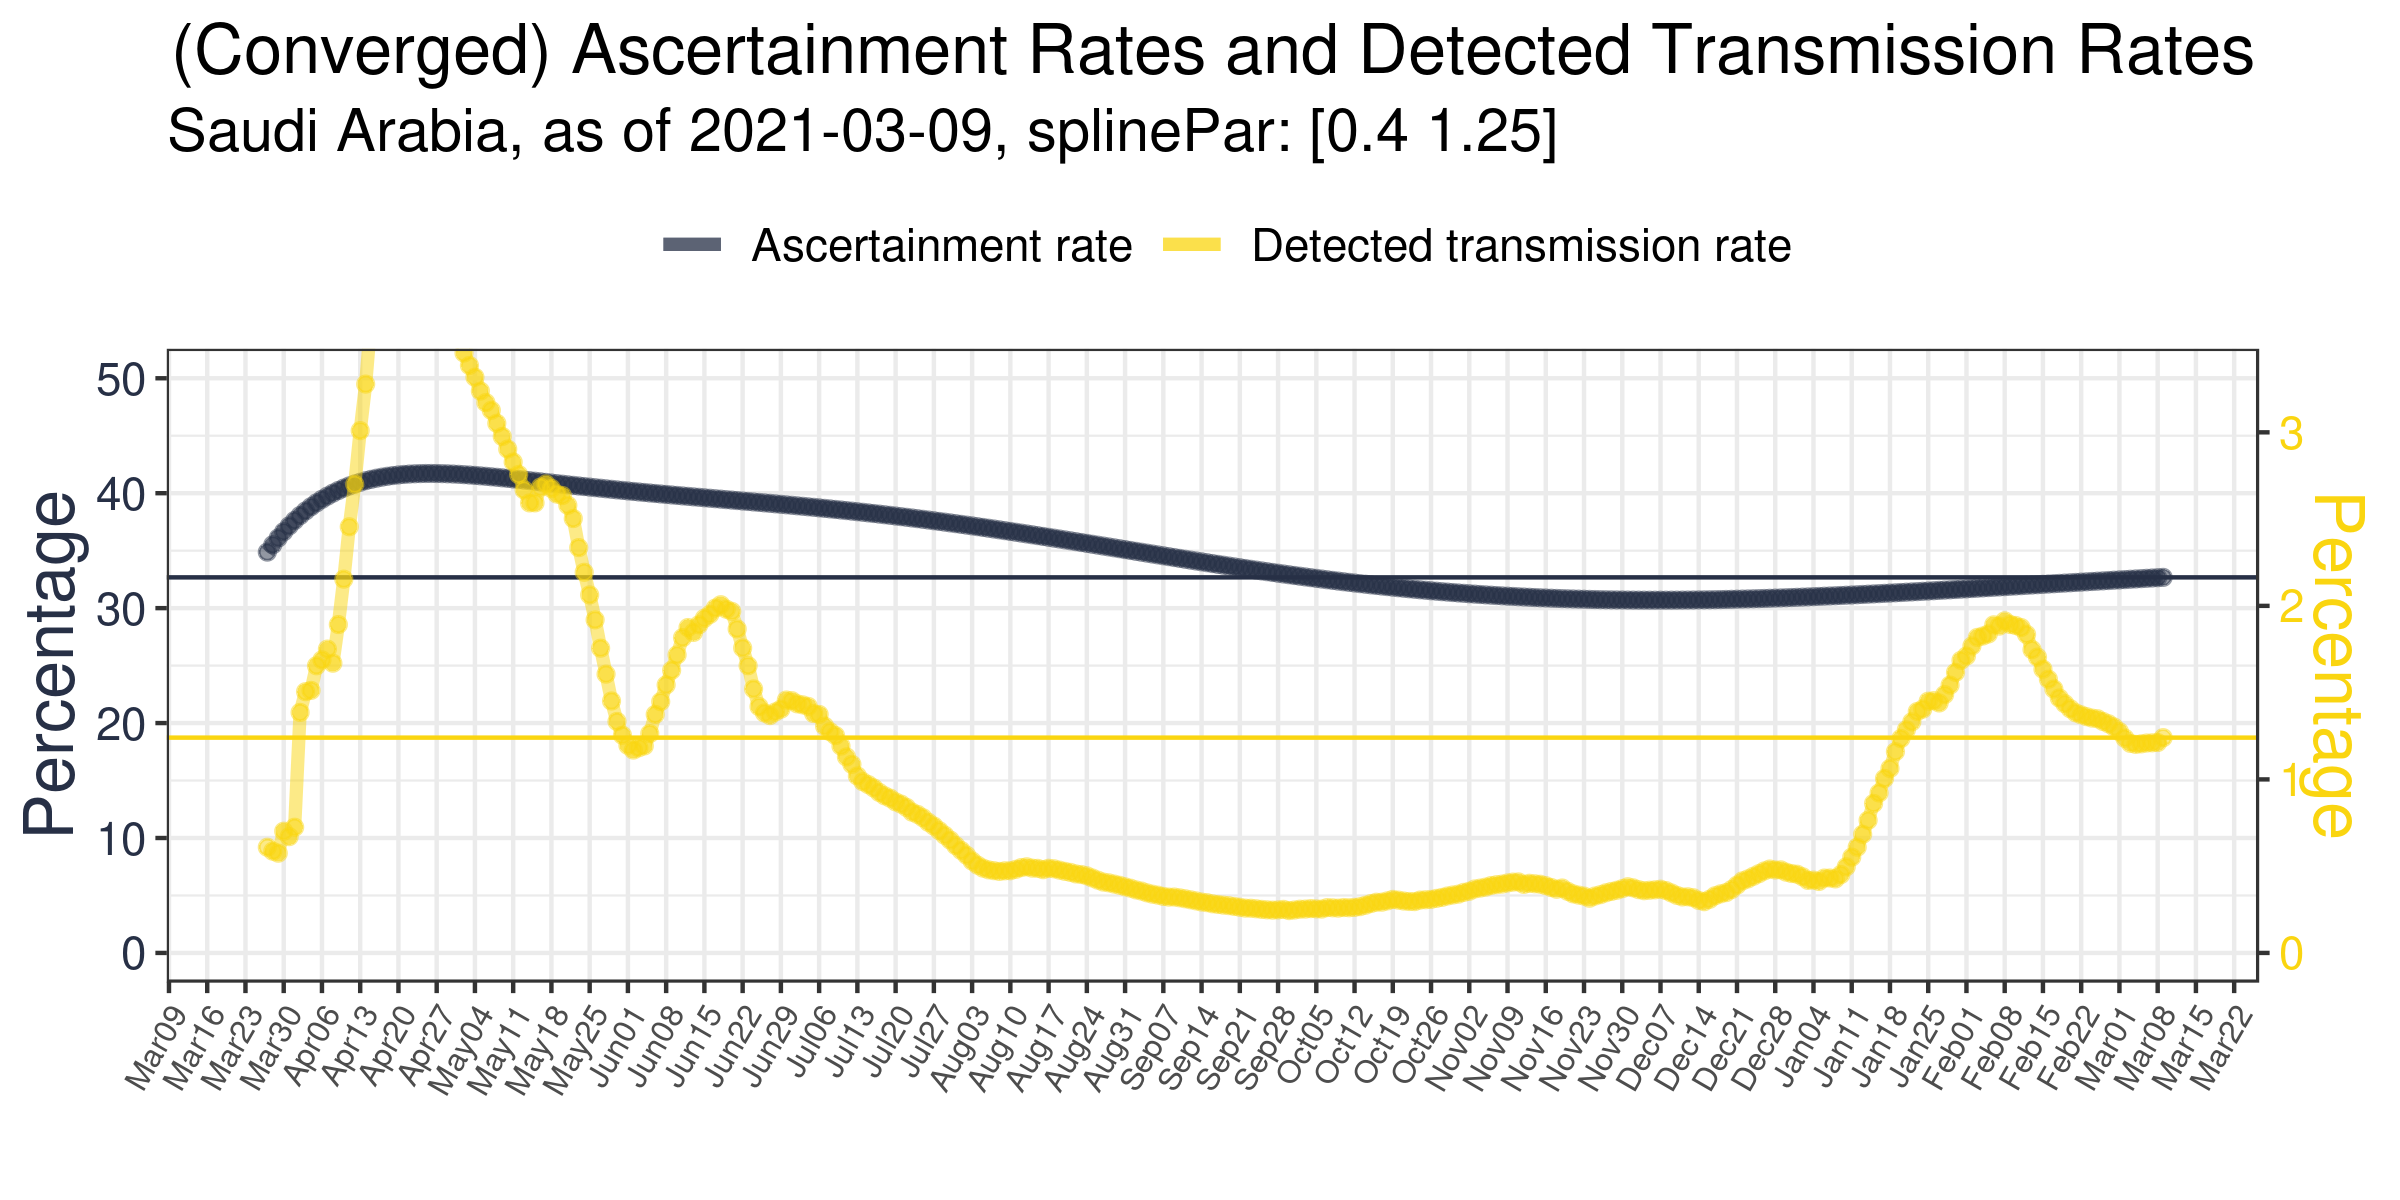 (Converged) Ascertainment Rates and Detected Transmission Rates
Saudi Arabia, as of 2021-03-09, splinePar: [0.4 1.25]
Ascertainment rate Detected transmission rate
Percentage
50
40
30
20
10
0
3
2
1
0
Percentage
Mar09 Mar16 Mar23 Mar30 Apr06 Apr13 Apr20 Apr27 May04 May11 May18 May25 Jun01 Jun08 Jun15 Jun22 Jun29 Jul06 Jul13 Jul20 Jul27 Aug03 Aug10 Aug17 Aug24 Aug31 Sep07 Sep14 Sep21 Sep28 Oct05 Oct12 Oct19 Oct26 Nov02 Nov09 Nov16 Nov23 Nov30 Dec07 Dec14 Dec21 Dec28 Jan04 Jan11 Jan18 Jan25 Feb01 Feb08 Feb15 Feb22 Mar01 Mar08 Mar15 Mar22